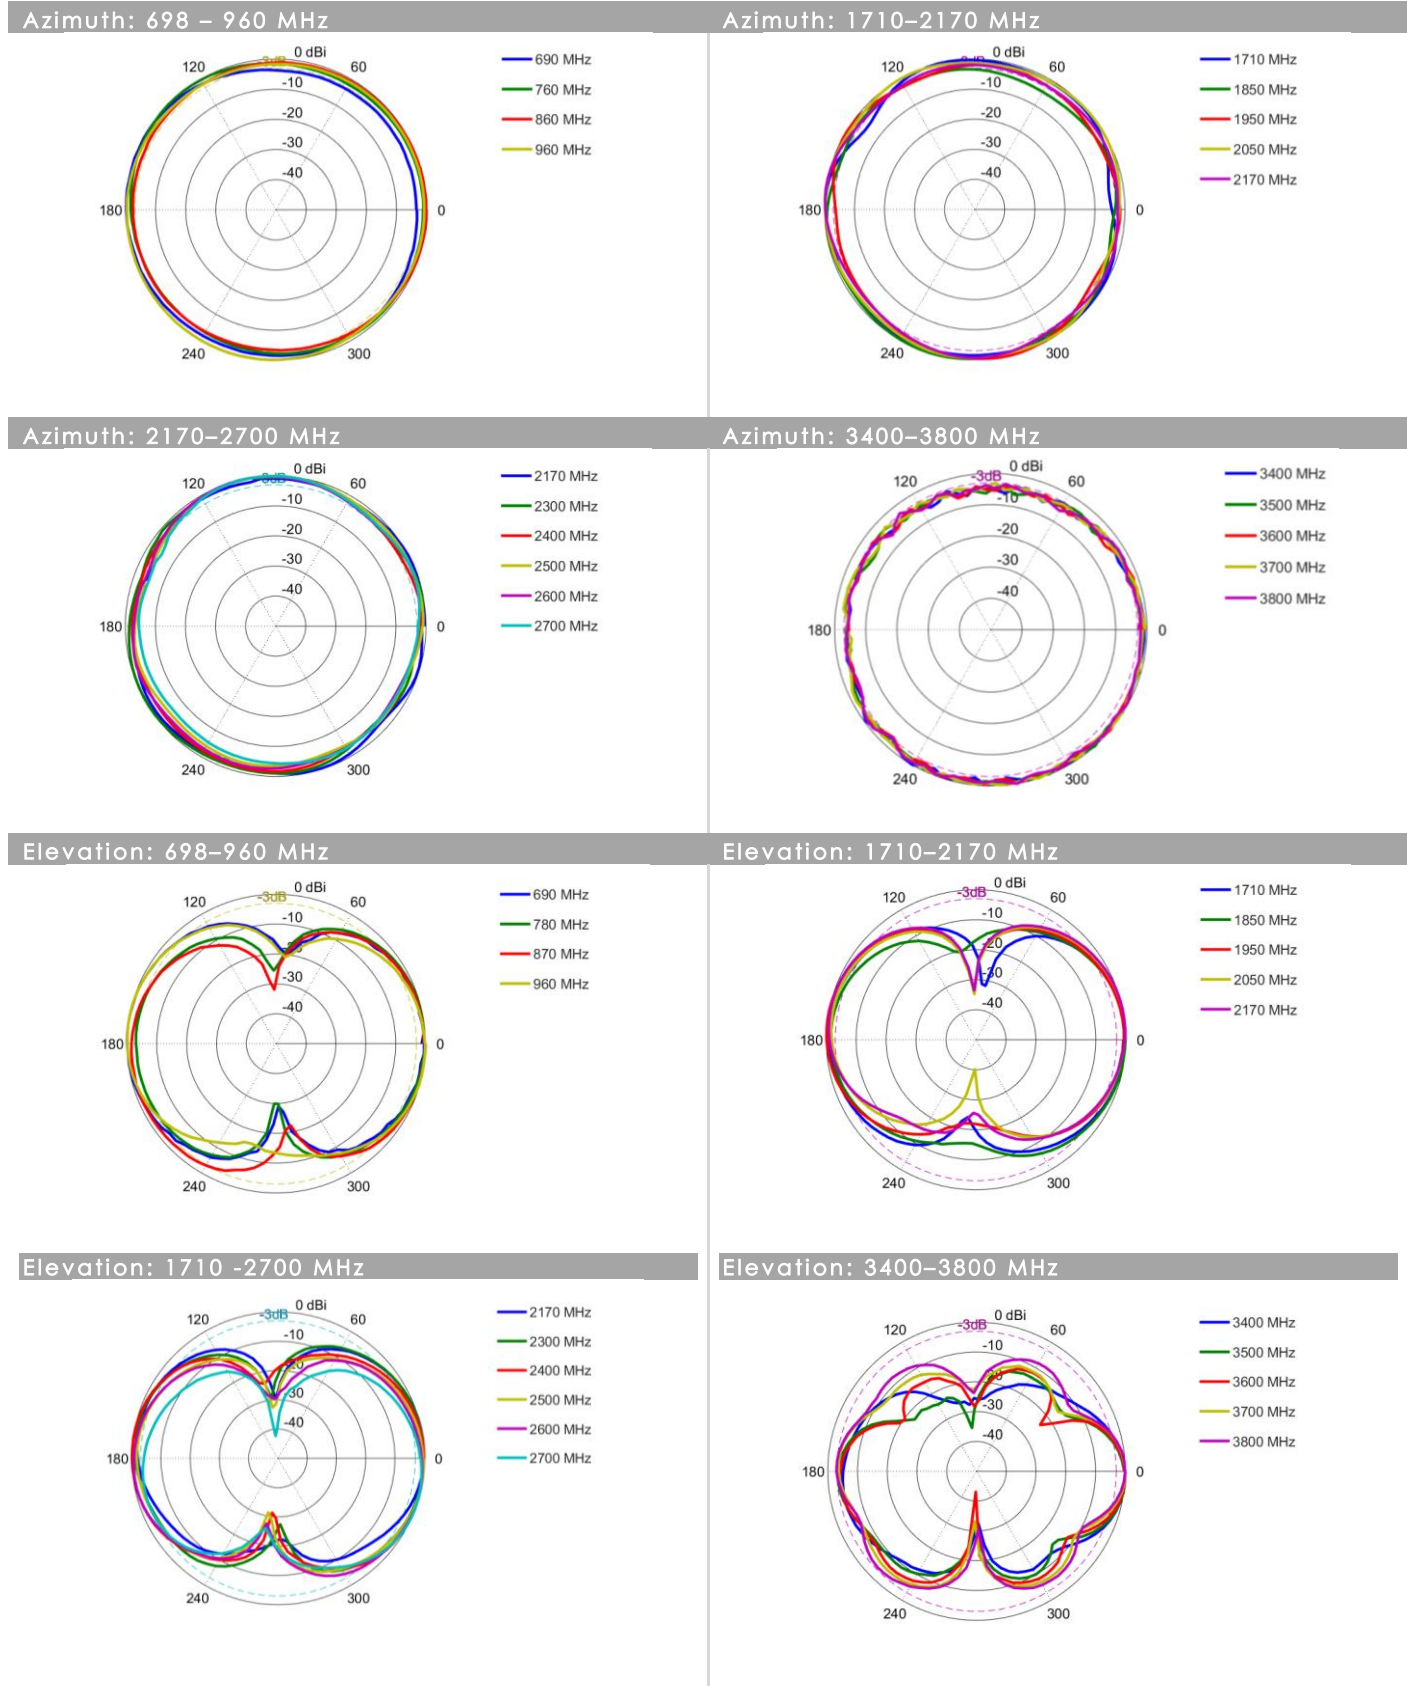 Azimuth: 698 – 960 MHz
0 dBi
-3dB
120
60
-10
-20
-30
-40
180
0
240
300
690 MHz
760 MHz
860 MHz
960 MHz
Azimuth: 1710–2170 MHz
0 dBi
-3dB
120
60
-10
-20
-30
-40
180
0
240
300
1710 MHz
1850 MHz
1950 MHz
2050 MHz
2170 MHz
Azimuth: 2170–2700 MHz
0 dBi
-3dB
120
60
-10
-20
-30
-40
180
0
240
300
2170 MHz
2300 MHz
2400 MHz
2500 MHz
2600 MHz
2700 MHz
Azimuth: 3400–3800 MHz
0 dBi
-3dB
120
60
-10
-20
-30
-40
180
0
240
300
3400 MHz
3500 MHz
3600 MHz
3700 MHz
3800 MHz
Elevation: 698–960 MHz
0 dBi
-3dB
120
60
-10
-20
-30
-40
180
0
240
300
690 MHz
780 MHz
870 MHz
960 MHz
Elevation: 1710–2170 MHz
0 dBi
-3dB
120
60
-10
-20
-30
-40
180
0
240
300
1710 MHz
1850 MHz
1950 MHz
2050 MHz
2170 MHz
Elevation: 1710 -2700 MHz
0 dBi
-3dB
120
60
-10
-20
-30
-40
180
0
240
300
2170 MHz
2300 MHz
2400 MHz
2500 MHz
2600 MHz
2700 MHz
Elevation: 3400–3800 MHz
0 dBi
-3dB
120
60
-10
-20
-30
-40
180
0
240
300
3400 MHz
3500 MHz
3600 MHz
3700 MHz
3800 MHz